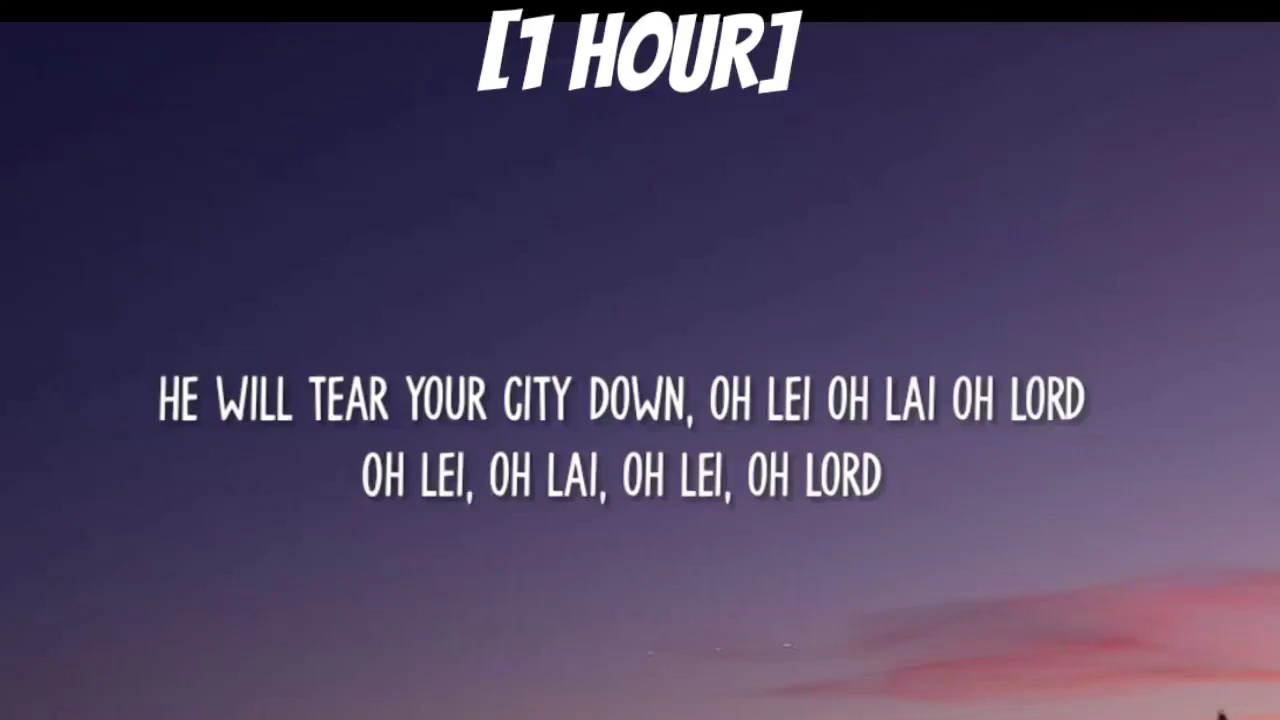 [1 HOUR]
HE WILL TEAR YOUR CITY DOWN, OH LEI OH LAI OH LORD
OH LEI, OH LAI, OH LEI, OH LORD